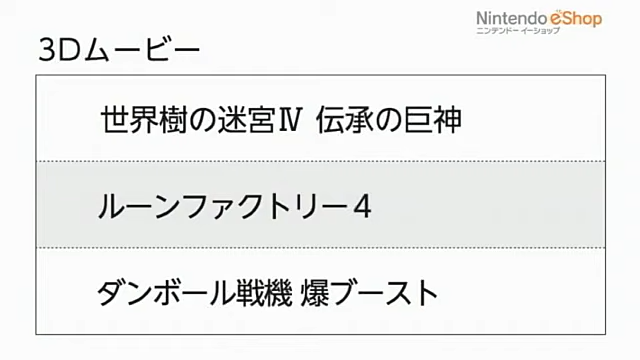 Nintendo eShop
ニンテンドーイーショップ
3Dムービー
世界樹の迷宮Ⅳ 伝承の巨神
ルーンファクトリー4
ダンボール戦機 爆ブースト